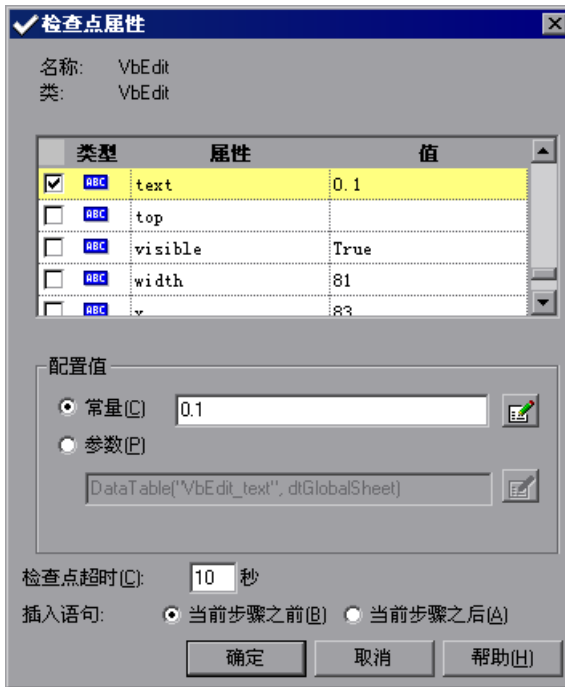 检查点属性
名称: VbEdit
类: VbEdit
类型 属性 值
ABC text 0.1
ABC top
ABC visible True
ABC width 81
ABC x 83
配置值
常量(C) 0.1
参数(P)
DataTable("VbEdit_text", dtGlobalSheet)
检查点超时(C): 10 秒
插入语句: 当前步骤之前(B) 当前步骤之后(A)
确定 取消 帮助(H)